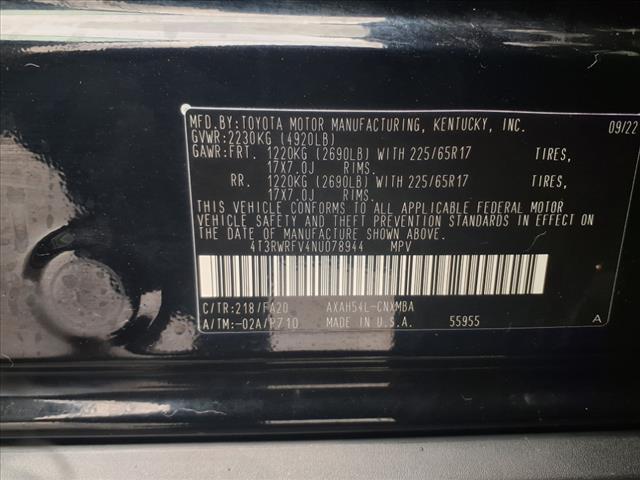 MFD.BY:TOYOTA MOTOR MANUFACTURING, KENTUCKY, INC. 09/22
GVWR:2230KG (4920LB)
GAWR:FRT. 1220KG (2690LB) WITH 225/65R17 TIRES,
17X7.0J RIMS.
RR. 1220KG (2690LB) WITH 225/65R17 TIRES,
17X7.0J RIMS.
THIS VEHICLE CONFORMS TO ALL APPLICABLE FEDERAL MOTOR
VEHICLE SAFETY AND THEFT PREVENTION STANDARDS IN EFFECT ON
THE DATE OF MANUFACTURE SHOWN ABOVE.
4T3RWRFV4NU078944 MPV
C/TR:218/FA20 AXAH54L-CNXMBA
A/TM:-02A/P710 MADE IN U.S.A. 55955 A